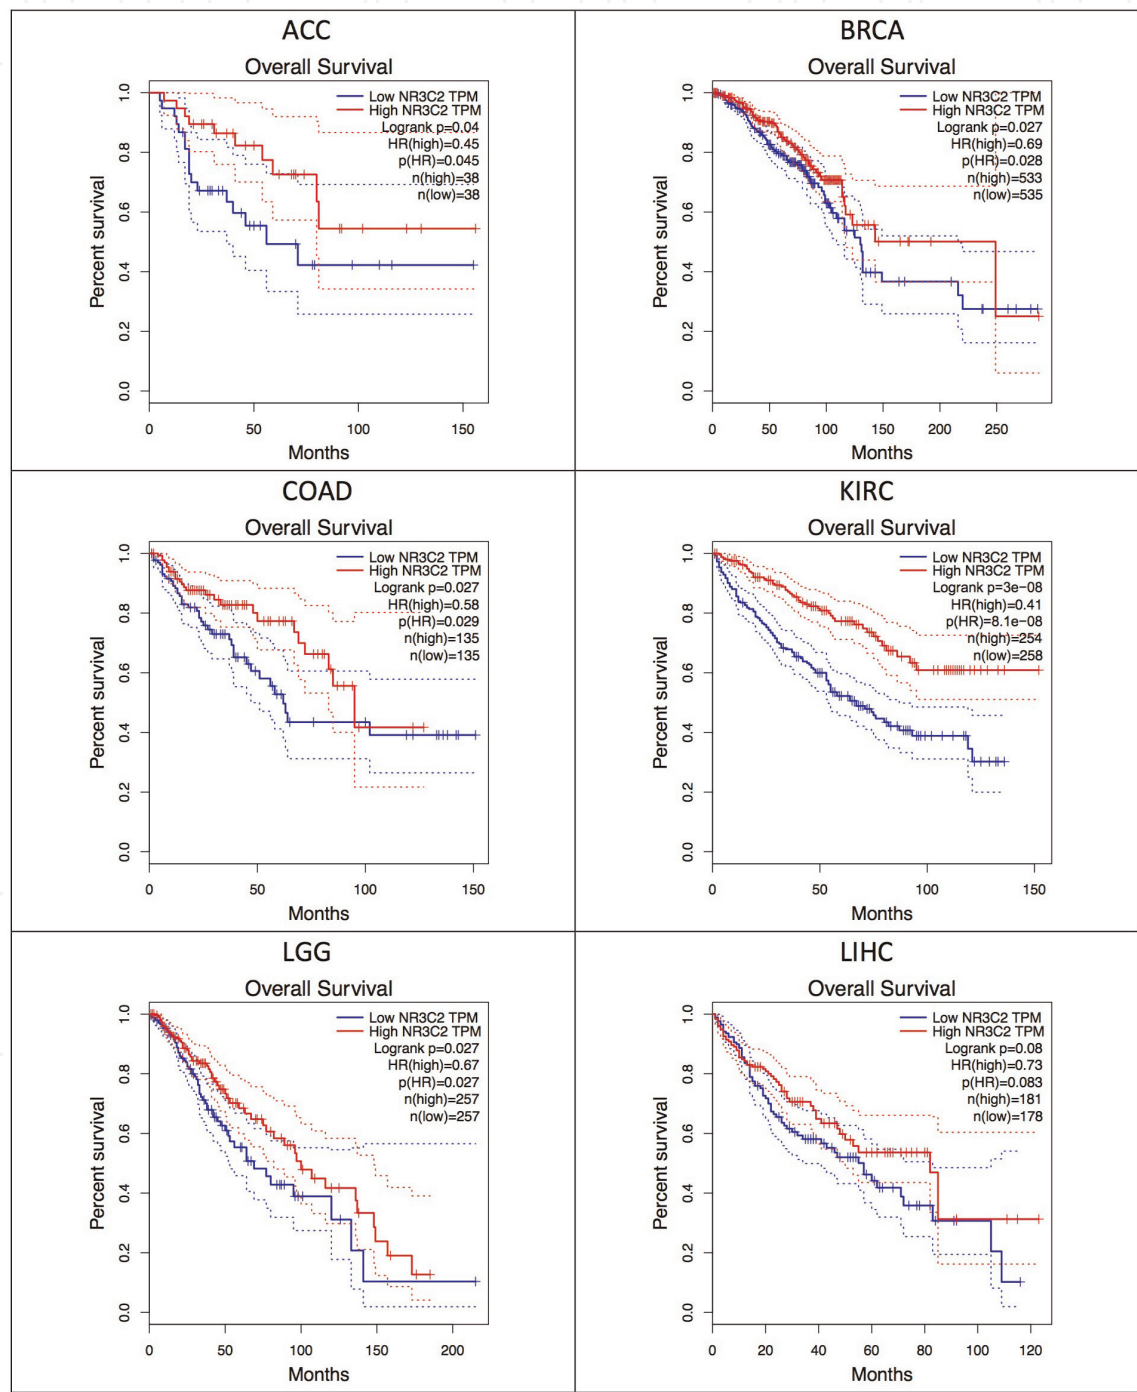 ACC
Overall Survival
Low NR3C2 TPM
High NR3C2 TPM
Logrank p=0.04
HR(high)=0.45
p(HR)=0.045
n(high)=38
n(low)=38
Percent survival
1.0
0.8
0.6
0.4
0.2
0.0
0 50 100 150
Months
BRCA
Overall Survival
Low NR3C2 TPM
High NR3C2 TPM
Logrank p=0.027
HR(high)=0.69
p(HR)=0.028
n(high)=533
n(low)=535
Percent survival
1.0
0.8
0.6
0.4
0.2
0.0
0 50 100 150 200 250
Months
COAD
Overall Survival
Low NR3C2 TPM
High NR3C2 TPM
Logrank p=0.027
HR(high)=0.58
p(HR)=0.029
n(high)=135
n(low)=135
Percent survival
1.0
0.8
0.6
0.4
0.2
0.0
0 50 100 150
Months
KIRC
Overall Survival
Low NR3C2 TPM
High NR3C2 TPM
Logrank p=3e−08
HR(high)=0.41
p(HR)=8.1e−08
n(high)=254
n(low)=258
Percent survival
1.0
0.8
0.6
0.4
0.2
0.0
0 50 100 150
Months
LGG
Overall Survival
Low NR3C2 TPM
High NR3C2 TPM
Logrank p=0.027
HR(high)=0.67
p(HR)=0.027
n(high)=257
n(low)=257
Percent survival
1.0
0.8
0.6
0.4
0.2
0.0
0 50 100 150 200
Months
LIHC
Overall Survival
Low NR3C2 TPM
High NR3C2 TPM
Logrank p=0.08
HR(high)=0.73
p(HR)=0.083
n(high)=181
n(low)=178
Percent survival
1.0
0.8
0.6
0.4
0.2
0.0
0 20 40 60 80 100 120
Months